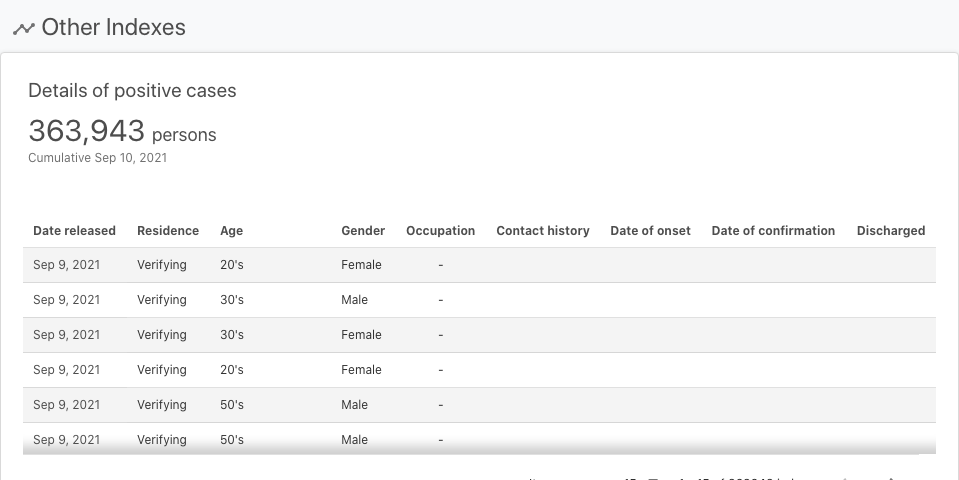 Other Indexes
Details of positive cases
363,943 persons
Cumulative Sep 10, 2021
Date released Residence Age Gender Occupation Contact history Date of onset Date of confirmation Discharged
Sep 9, 2021 Verifying 20's Female -
Sep 9, 2021 Verifying 30's Male -
Sep 9, 2021 Verifying 30's Female -
Sep 9, 2021 Verifying 20's Female -
Sep 9, 2021 Verifying 50's Male -
Sep 9, 2021 Verifying 50's Male -